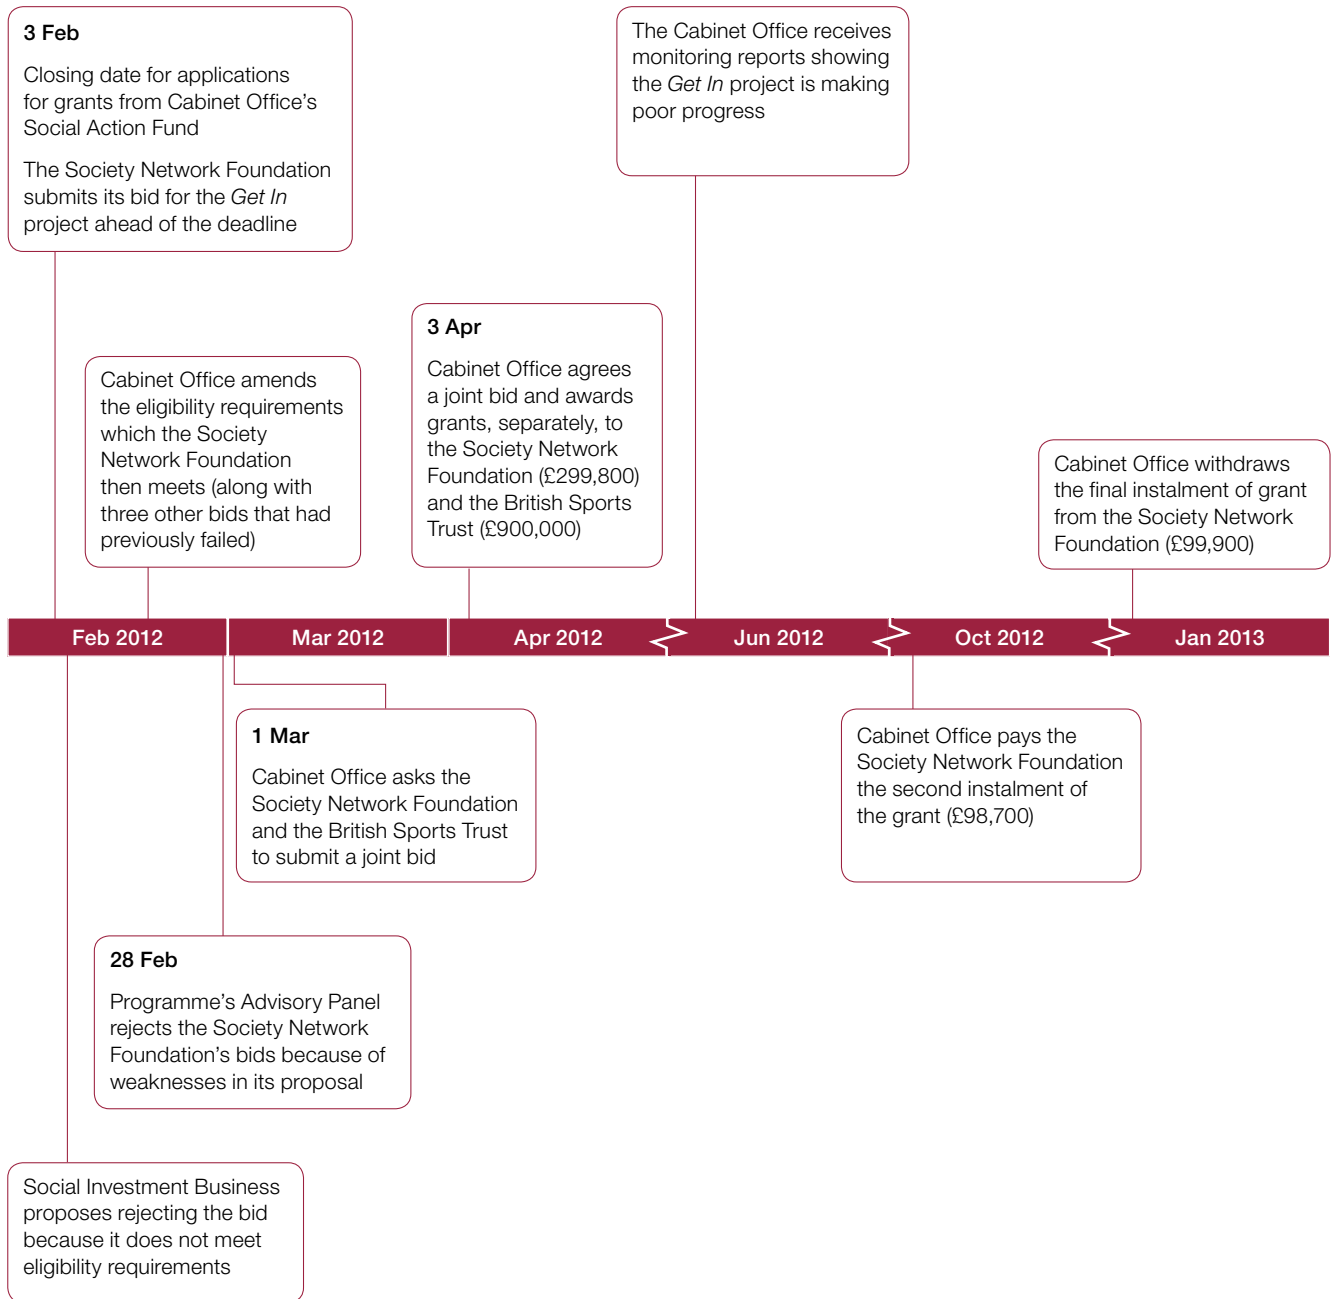 3 Feb
Closing date for applications
for grants from Cabinet Office's
Social Action Fund
The Society Network Foundation
submits its bid for the Get In
project ahead of the deadline
The Cabinet Office receives
monitoring reports showing
the Get In project is making
poor progress
Cabinet Office amends
the eligibility requirements
which the Society
Network Foundation
then meets (along with
three other bids that had
previously failed)
3 Apr
Cabinet Office agrees
a joint bid and awards
grants, separately, to
the Society Network
Foundation (£299,800)
and the British Sports
Trust (£900,000)
Cabinet Office withdraws
the final instalment of grant
from the Society Network
Foundation (£99,900)
Feb 2012
Mar 2012
Apr 2012
Jun 2012
Oct 2012
Jan 2013
1 Mar
Cabinet Office asks the
Society Network Foundation
and the British Sports Trust
to submit a joint bid
Cabinet Office pays the
Society Network Foundation
the second instalment of
the grant (£98,700)
28 Feb
Programme's Advisory Panel
rejects the Society Network
Foundation's bids because of
weaknesses in its proposal
Social Investment Business
proposes rejecting the bid
because it does not meet
eligibility requirements